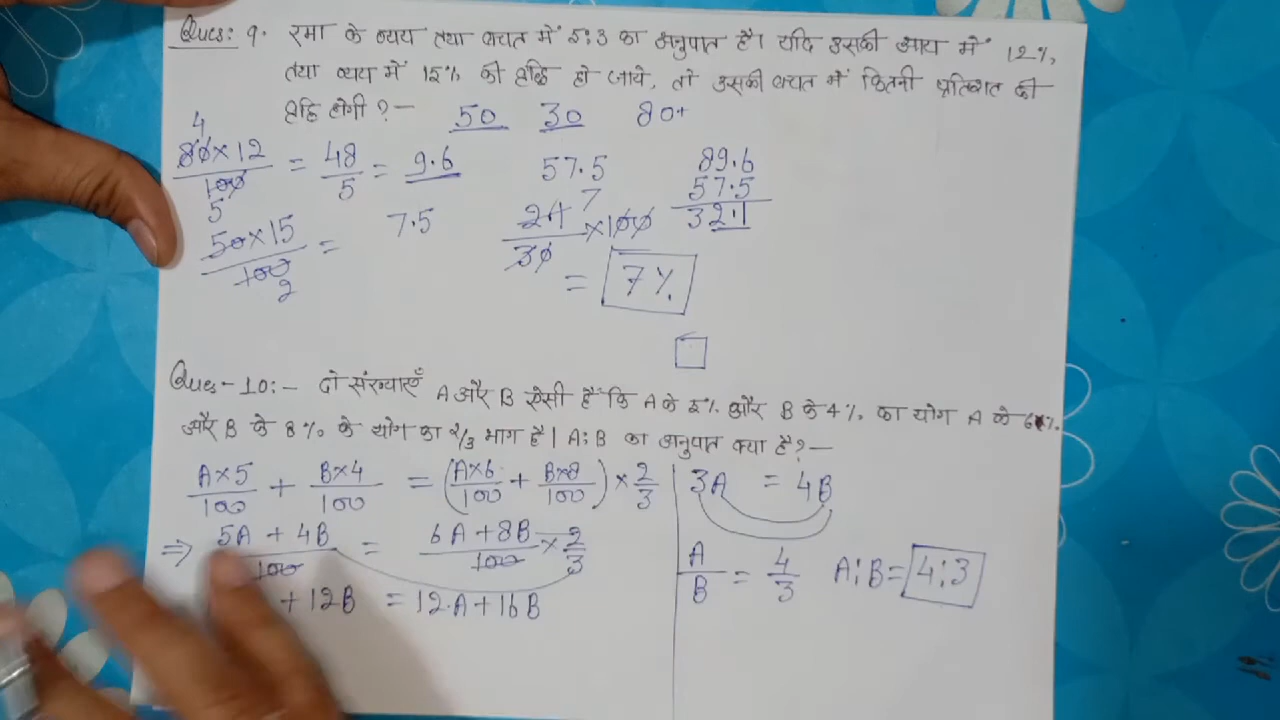 Ques: 9. रमा के व्यय तथा बचत में 5:3 का अनुपात है। यदि उसकी आय में 12%
तथा व्यय में 15% की वृद्धि हो जाये, तो उसकी बचत में कितनी प्रतिशत की
वृद्धि होगी ? —
50 30 80+
4
80×12/100 = 48/5 = 9.6
5
57.5
89.6
57.5
32.1
50×15/100 = 7.5
2
7
21/30 ×100
= 7%
Ques-10:- दो संख्याएँ A और B ऐसी हैं कि A के 5% और B के 4% का योग A के 6%
और B के 8% के योग का 2/3 भाग है। A:B का अनुपात क्या है? —
A×5/100 + B×4/100 = (A×6/100 + B×8/100) × 2/3
⇒ 5A + 4B/100 = 6A+8B/100 × 2/3
+ 12B = 12A+16B
3A = 4B
A/B = 4/3 A:B = 4:3